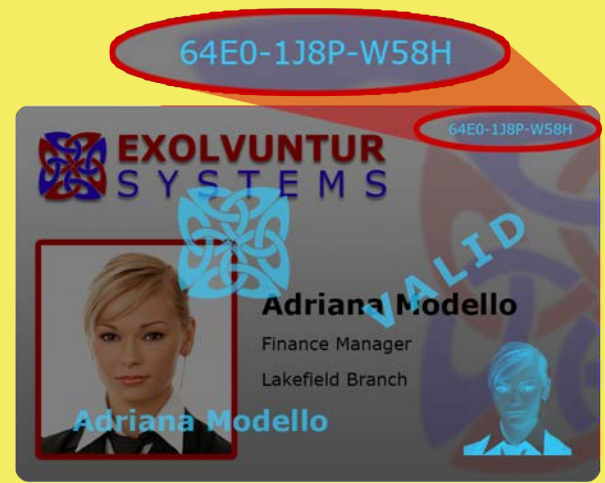 64E0-1J8P-W58H
64E0-1J8P-W58H
EXOLVUNTUR
SYSTEMS
VALID
Adriana Modello
Finance Manager
Lakefield Branch
Adriana Modello